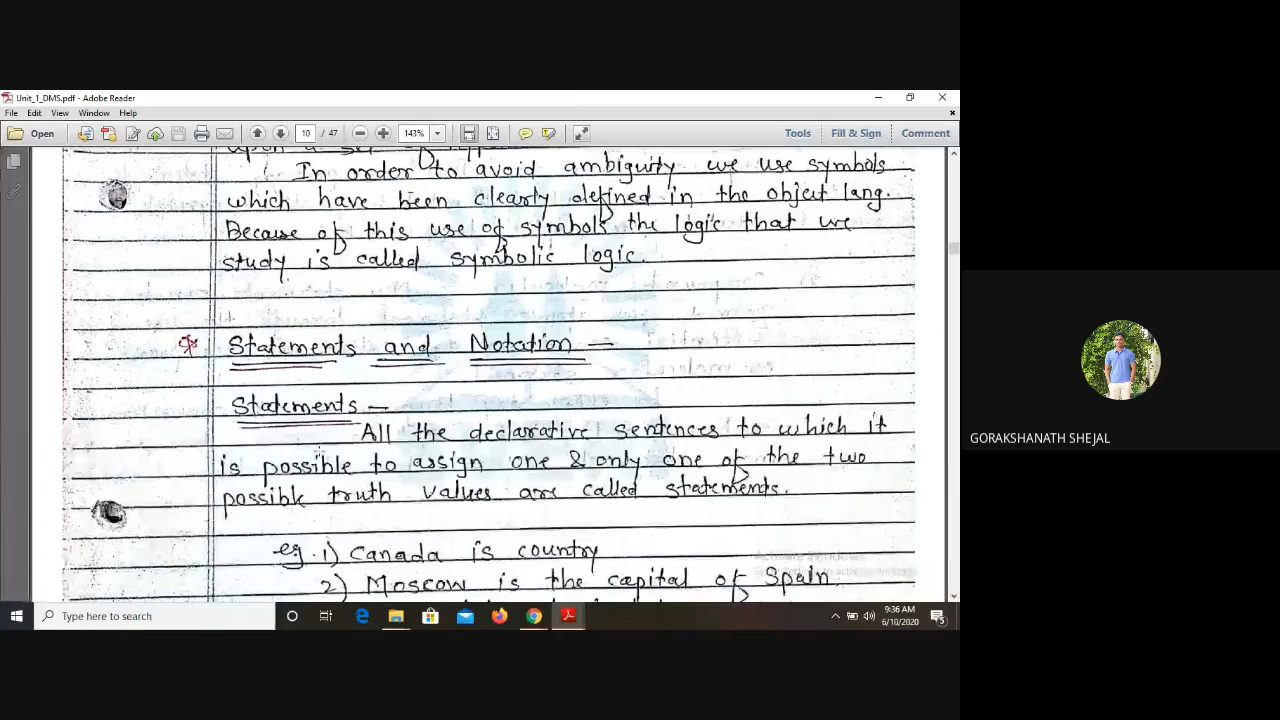 Unit_1_DMS.pdf - Adobe Reader
File Edit View Window Help
Open 10 / 47 143% Tools Fill & Sign Comment
In order to avoid ambiguity we use symbols
which have been clearly defined in the object lang.
Because of this use of symbols the logic that we
study is called symbolic logic.
Statements and Notation —
Statements —
All the declarative sentences to which it
is possible to assign one & only one of the two
possible truth values are called statements.
eg. 1) Canada is country
2) Moscow is the capital of Spain
GORAKSHANATH SHEJAL
Type here to search
9:36 AM
6/10/2020
5